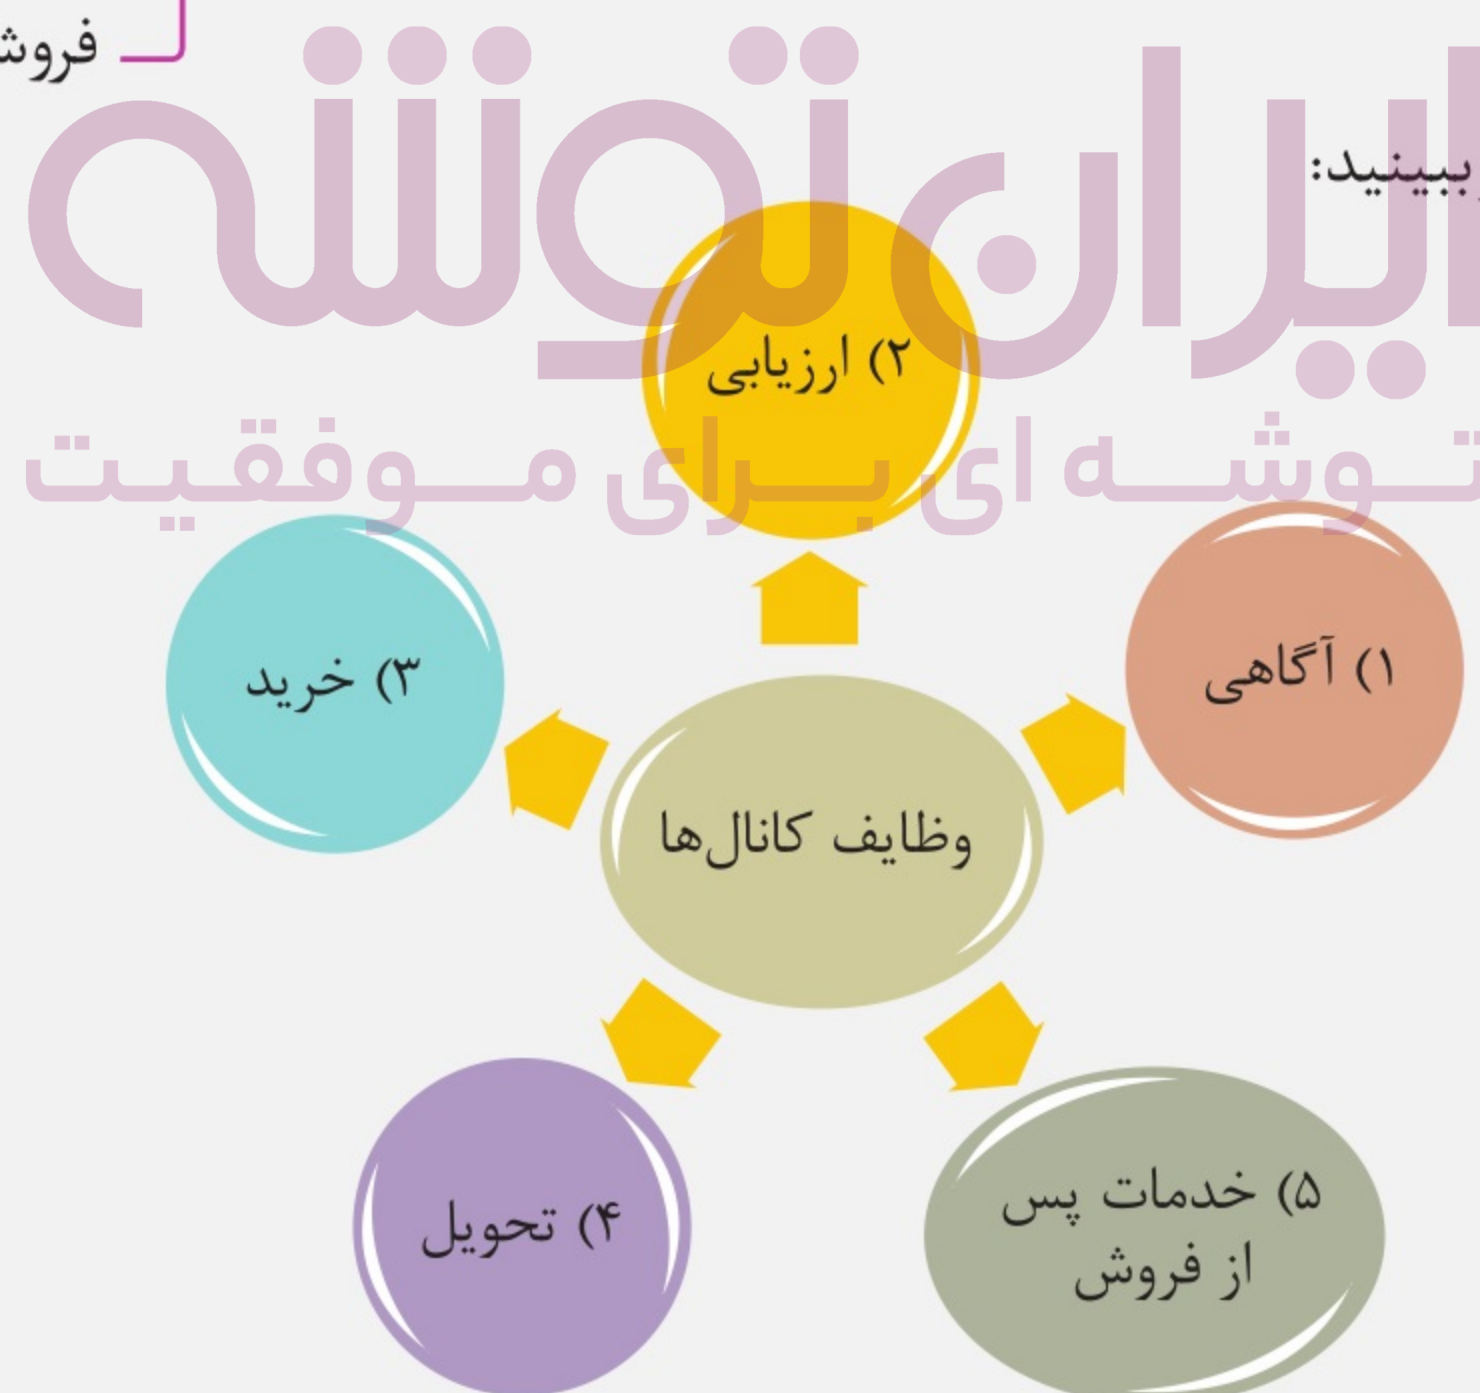 فروش
ببینید:
ایران توشه
توشه ای برای موفقیت
۲) ارزیابی
۱) آگاهی
۳) خرید
وظایف کانال‌ها
۵) خدمات پس
از فروش
۴) تحویل